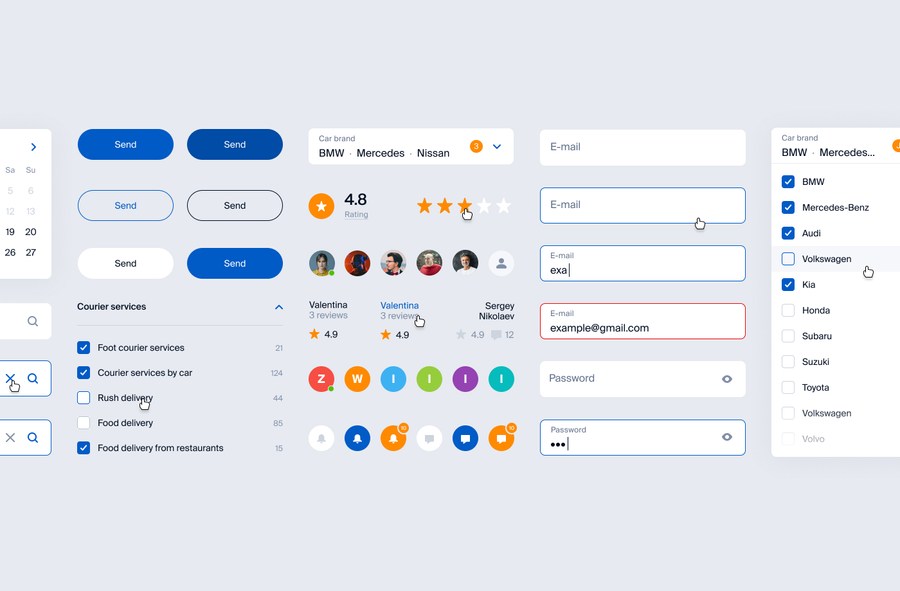 Sa Su
5 6
12 13
19 20
26 27
Send
Send
Send
Send
Send
Send
Courier services
Foot courier services 21
Courier services by car 124
Rush delivery 44
Food delivery 85
Food delivery from restaurants 15
Car brand
BMW · Mercedes · Nissan 3
4.8
Rating
Valentina
3 reviews
4.9
Valentina
3 reviews
4.9
Sergey
Nikolaev
4.9 12
Z W I I I I
10 10
E-mail
E-mail
E-mail
exa
E-mail
example@gmail.com
Password
Password
•••
Car brand
BMW · Mercedes...
BMW
Mercedes-Benz
Audi
Volkswagen
Kia
Honda
Subaru
Suzuki
Toyota
Volkswagen
Volvo